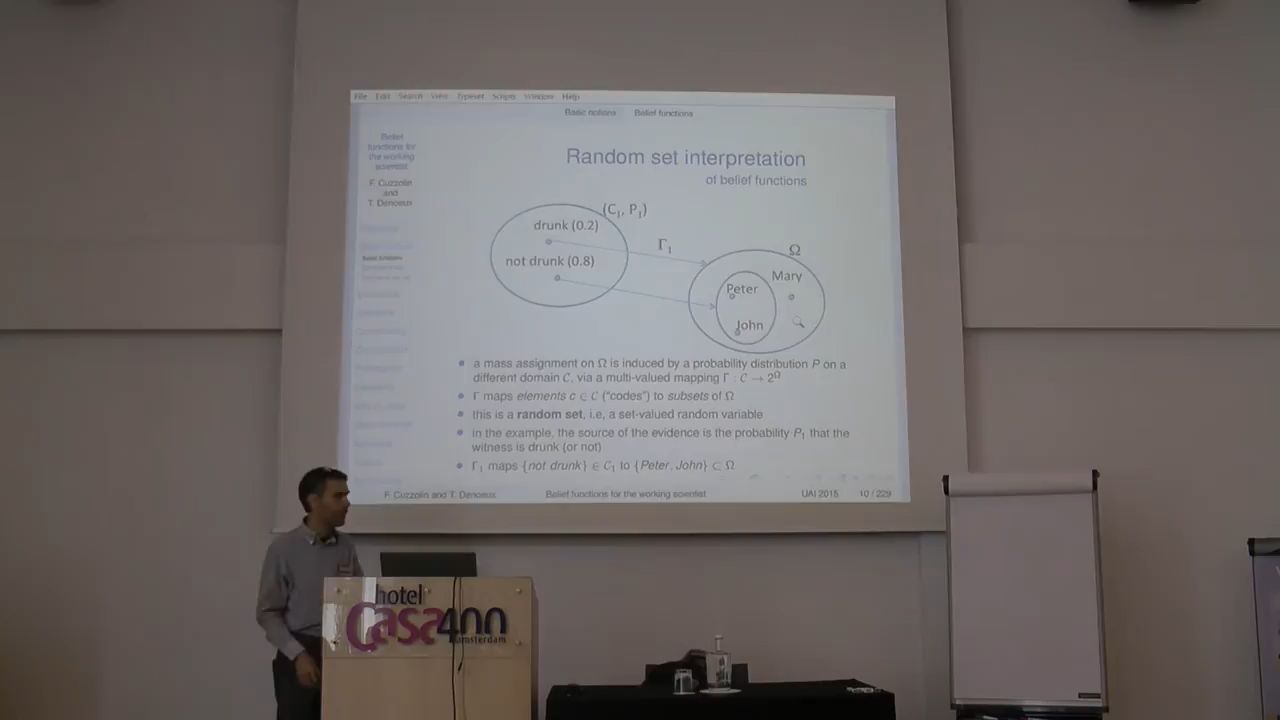 File Edit Search View Typeset Scripts Window Help
Basic notions Belief functions
Belief
functions for
the working
scientist
F. Cuzzolin
and
T. Denoeux
Random set interpretation
of belief functions
(C₁, P₁)
drunk (0.2)
not drunk (0.8)
Γ₁
Ω
Mary
Peter
John
a mass assignment on Ω is induced by a probability distribution P on a
different domain C, via a multi-valued mapping Γ : C → 2^Ω
Γ maps elements c ∈ C ("codes") to subsets of Ω
this is a random set, i.e, a set-valued random variable
in the example, the source of the evidence is the probability P₁ that the
witness is drunk (or not)
Γ₁ maps {not drunk} ∈ C₁ to {Peter, John} ⊂ Ω
F. Cuzzolin and T. Denoeux Belief functions for the working scientist UAI 2015 10 / 229
hotel
Casa400
amsterdam